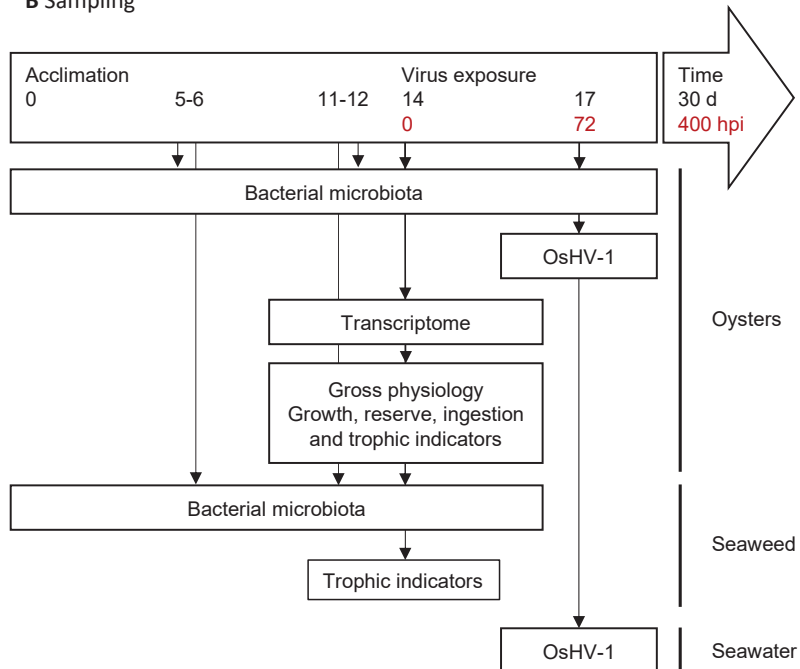 B Sampling
Acclimation Virus exposure Time
0 5-6 11-12 14 17 30 d
0 72 400 hpi
Bacterial microbiota
OsHV-1
Oysters
Transcriptome
Gross physiology
Growth, reserve, ingestion
and trophic indicators
Bacterial microbiota
Seaweed
Trophic indicators
OsHV-1 Seawater